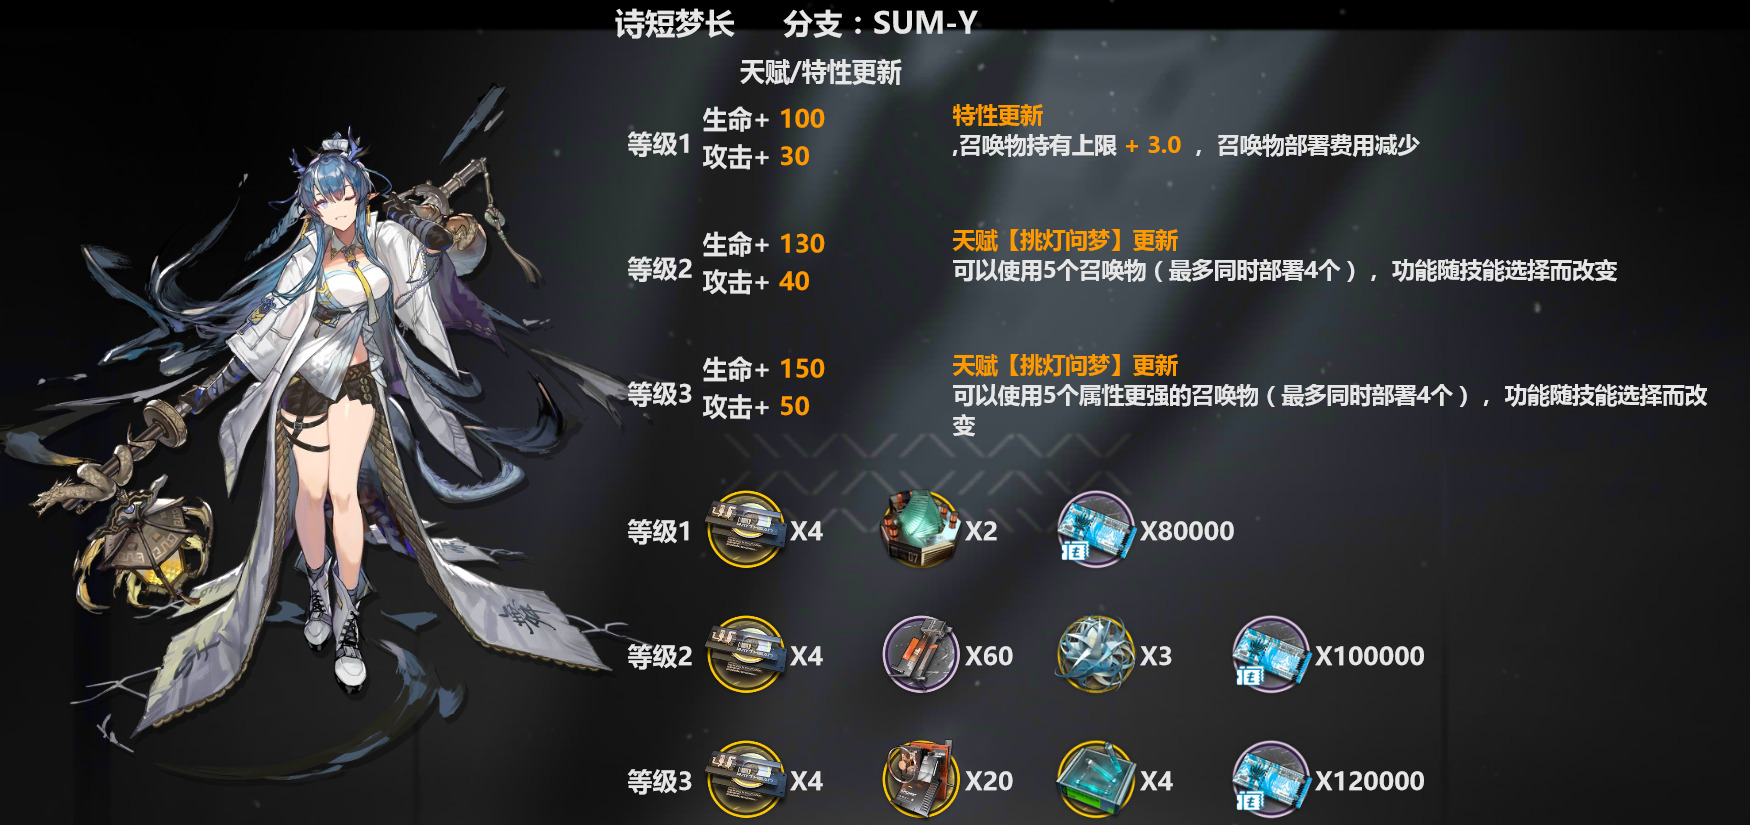 诗短梦长 分支：SUM-Y
天赋/特性更新
等级1
生命+ 100
攻击+ 30
特性更新
,召唤物持有上限 + 3.0 ，召唤物部署费用减少
等级2
生命+ 130
攻击+ 40
天赋【挑灯问梦】更新
可以使用5个召唤物（最多同时部署4个），功能随技能选择而改变
等级3
生命+ 150
攻击+ 50
天赋【挑灯问梦】更新
可以使用5个属性更强的召唤物（最多同时部署4个），功能随技能选择而改
变
等级1 X4 X2 X80000
等级2 X4 X60 X3 X100000
等级3 X4 X20 X4 X120000